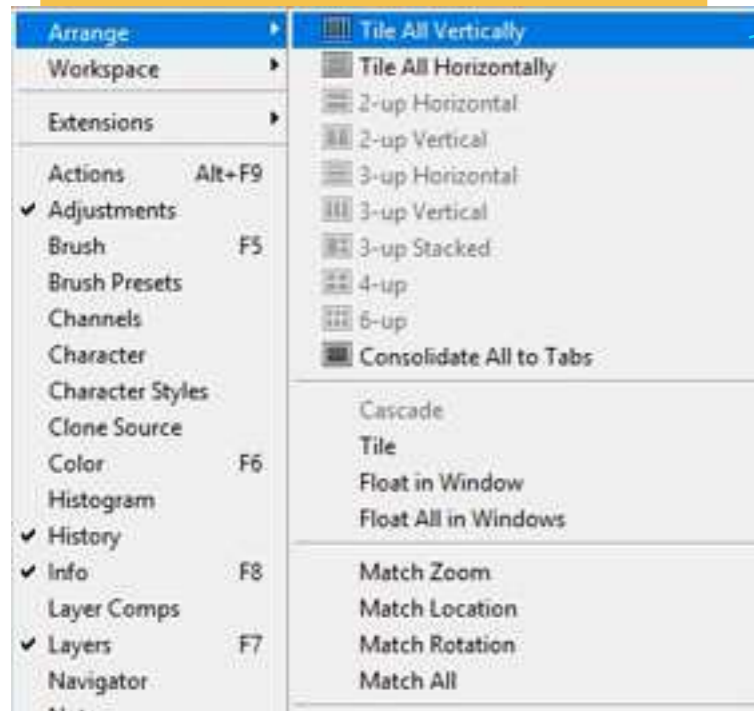 Arrange
Workspace
Extensions
Actions Alt+F9
Adjustments
Brush F5
Brush Presets
Channels
Character
Character Styles
Clone Source
Color F6
Histogram
History
Info F8
Layer Comps
Layers F7
Navigator
Tile All Vertically
Tile All Horizontally
2-up Horizontal
2-up Vertical
3-up Horizontal
3-up Vertical
3-up Stacked
4-up
6-up
Consolidate All to Tabs
Cascade
Tile
Float in Window
Float All in Windows
Match Zoom
Match Location
Match Rotation
Match All